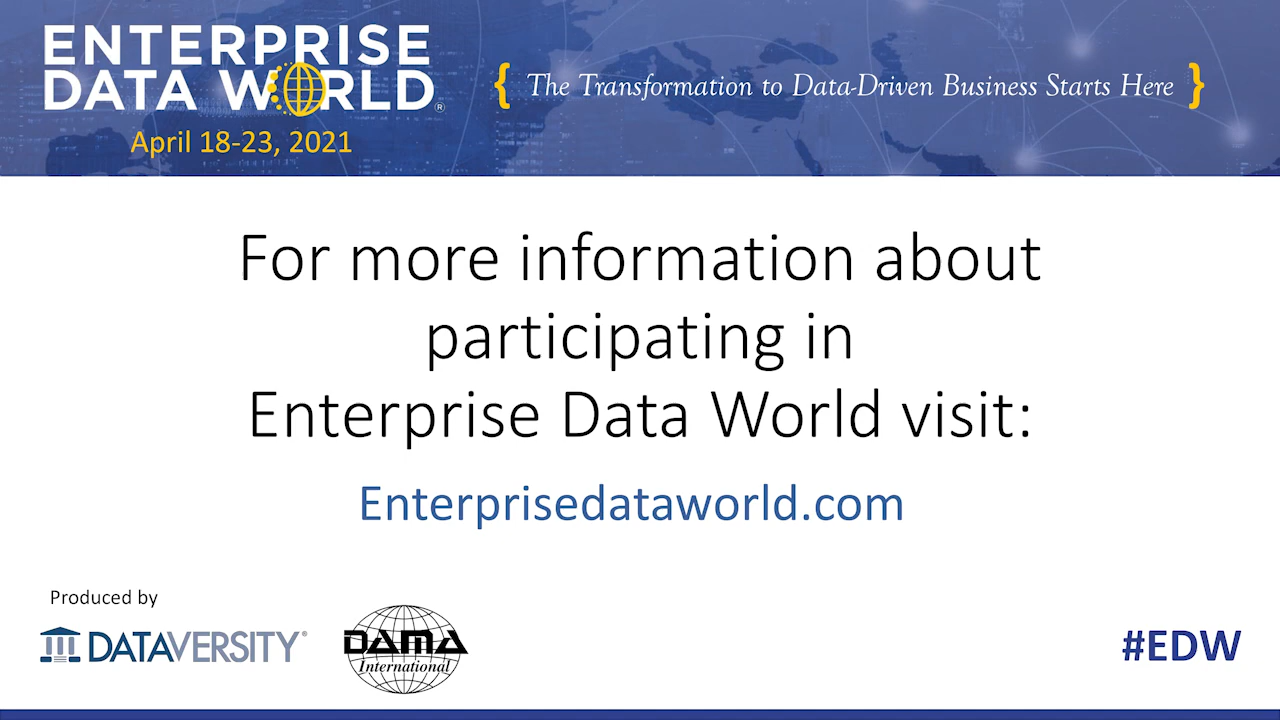 ENTERPRISE
DATA WORLD®
{ The Transformation to Data-Driven Business Starts Here }
April 18-23, 2021
For more information about
participating in
Enterprise Data World visit:
Enterprisedataworld.com
Produced by
DATAVERSITY®
DAMA
International
#EDW